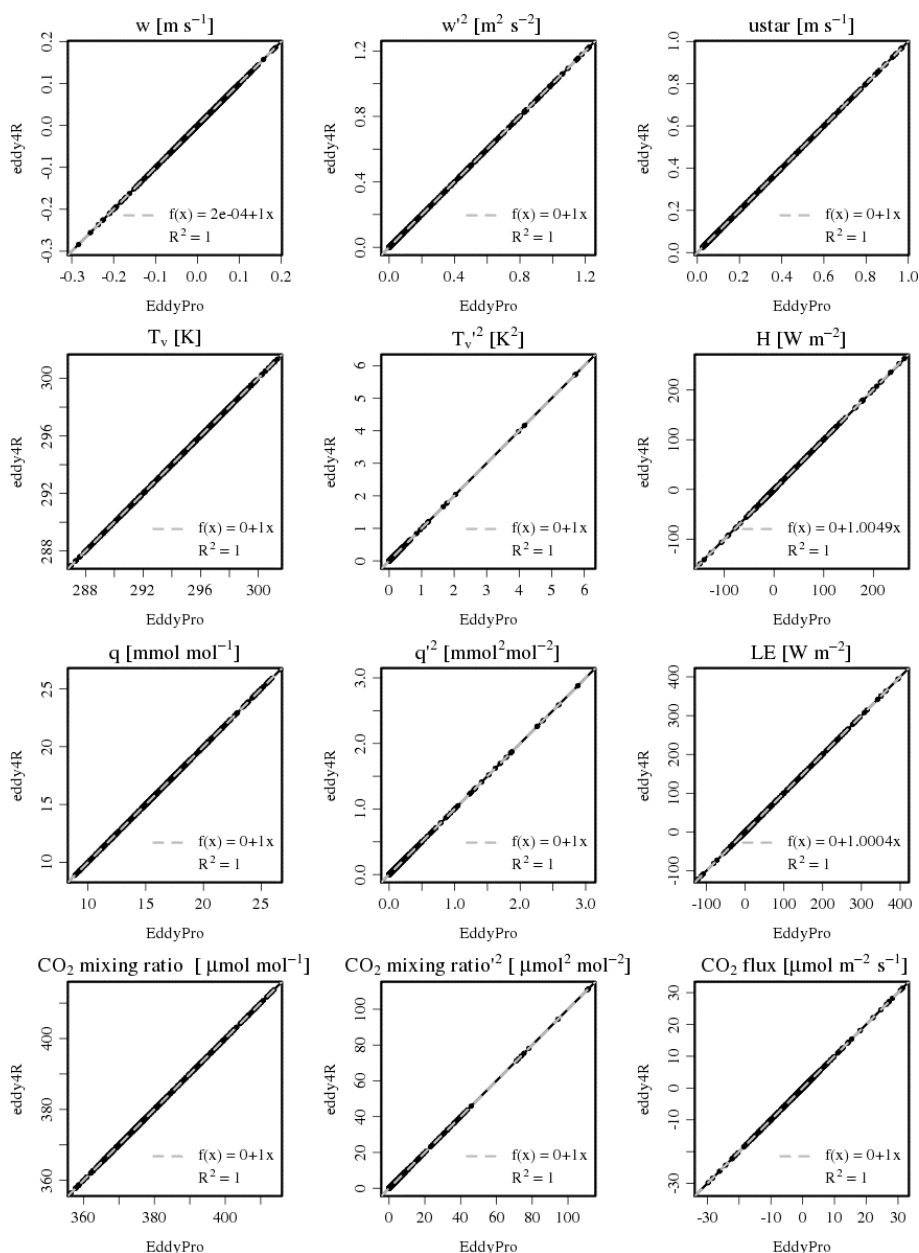 w [m s⁻¹]
eddy4R
0.2
0.1
0.0
-0.1
-0.2
-0.3
f(x) = 2e-04+1x
R² = 1
-0.3 -0.2 -0.1 0.0 0.1 0.2
EddyPro
w'² [m² s⁻²]
eddy4R
1.2
0.8
0.4
0.0
f(x) = 0+1x
R² = 1
0.0 0.4 0.8 1.2
EddyPro
ustar [m s⁻¹]
eddy4R
1.0
0.8
0.6
0.4
0.2
0.0
f(x) = 0+1x
R² = 1
0.0 0.2 0.4 0.6 0.8 1.0
EddyPro
Tᵥ [K]
eddy4R
300
296
292
288
f(x) = 0+1x
R² = 1
288 292 296 300
EddyPro
Tᵥ'² [K²]
eddy4R
6
5
4
3
2
1
0
f(x) = 0+1x
R² = 1
0 1 2 3 4 5 6
EddyPro
H [W m⁻²]
eddy4R
200
100
0
-100
f(x) = 0+1.0049x
R² = 1
-100 0 100 200
EddyPro
q [mmol mol⁻¹]
eddy4R
25
20
15
10
f(x) = 0+1x
R² = 1
10 15 20 25
EddyPro
q'² [mmol²mol⁻²]
eddy4R
3.0
2.0
1.0
0.0
f(x) = 0+1x
R² = 1
0.0 1.0 2.0 3.0
EddyPro
LE [W m⁻²]
eddy4R
400
300
200
100
0
-100
f(x) = 0+1.0004x
R² = 1
-100 0 100 200 300 400
EddyPro
CO₂ mixing ratio [ μmol mol⁻¹]
eddy4R
400
380
360
f(x) = 0+1x
R² = 1
360 380 400
EddyPro
CO₂ mixing ratio'² [ μmol² mol⁻²]
eddy4R
100
80
60
40
20
0
f(x) = 0+1x
R² = 1
0 20 40 60 80 100
EddyPro
CO₂ flux [μmol m⁻² s⁻¹]
eddy4R
30
20
10
0
-10
-30
f(x) = 0+1x
R² = 1
-30 -10 0 10 20 30
EddyPro